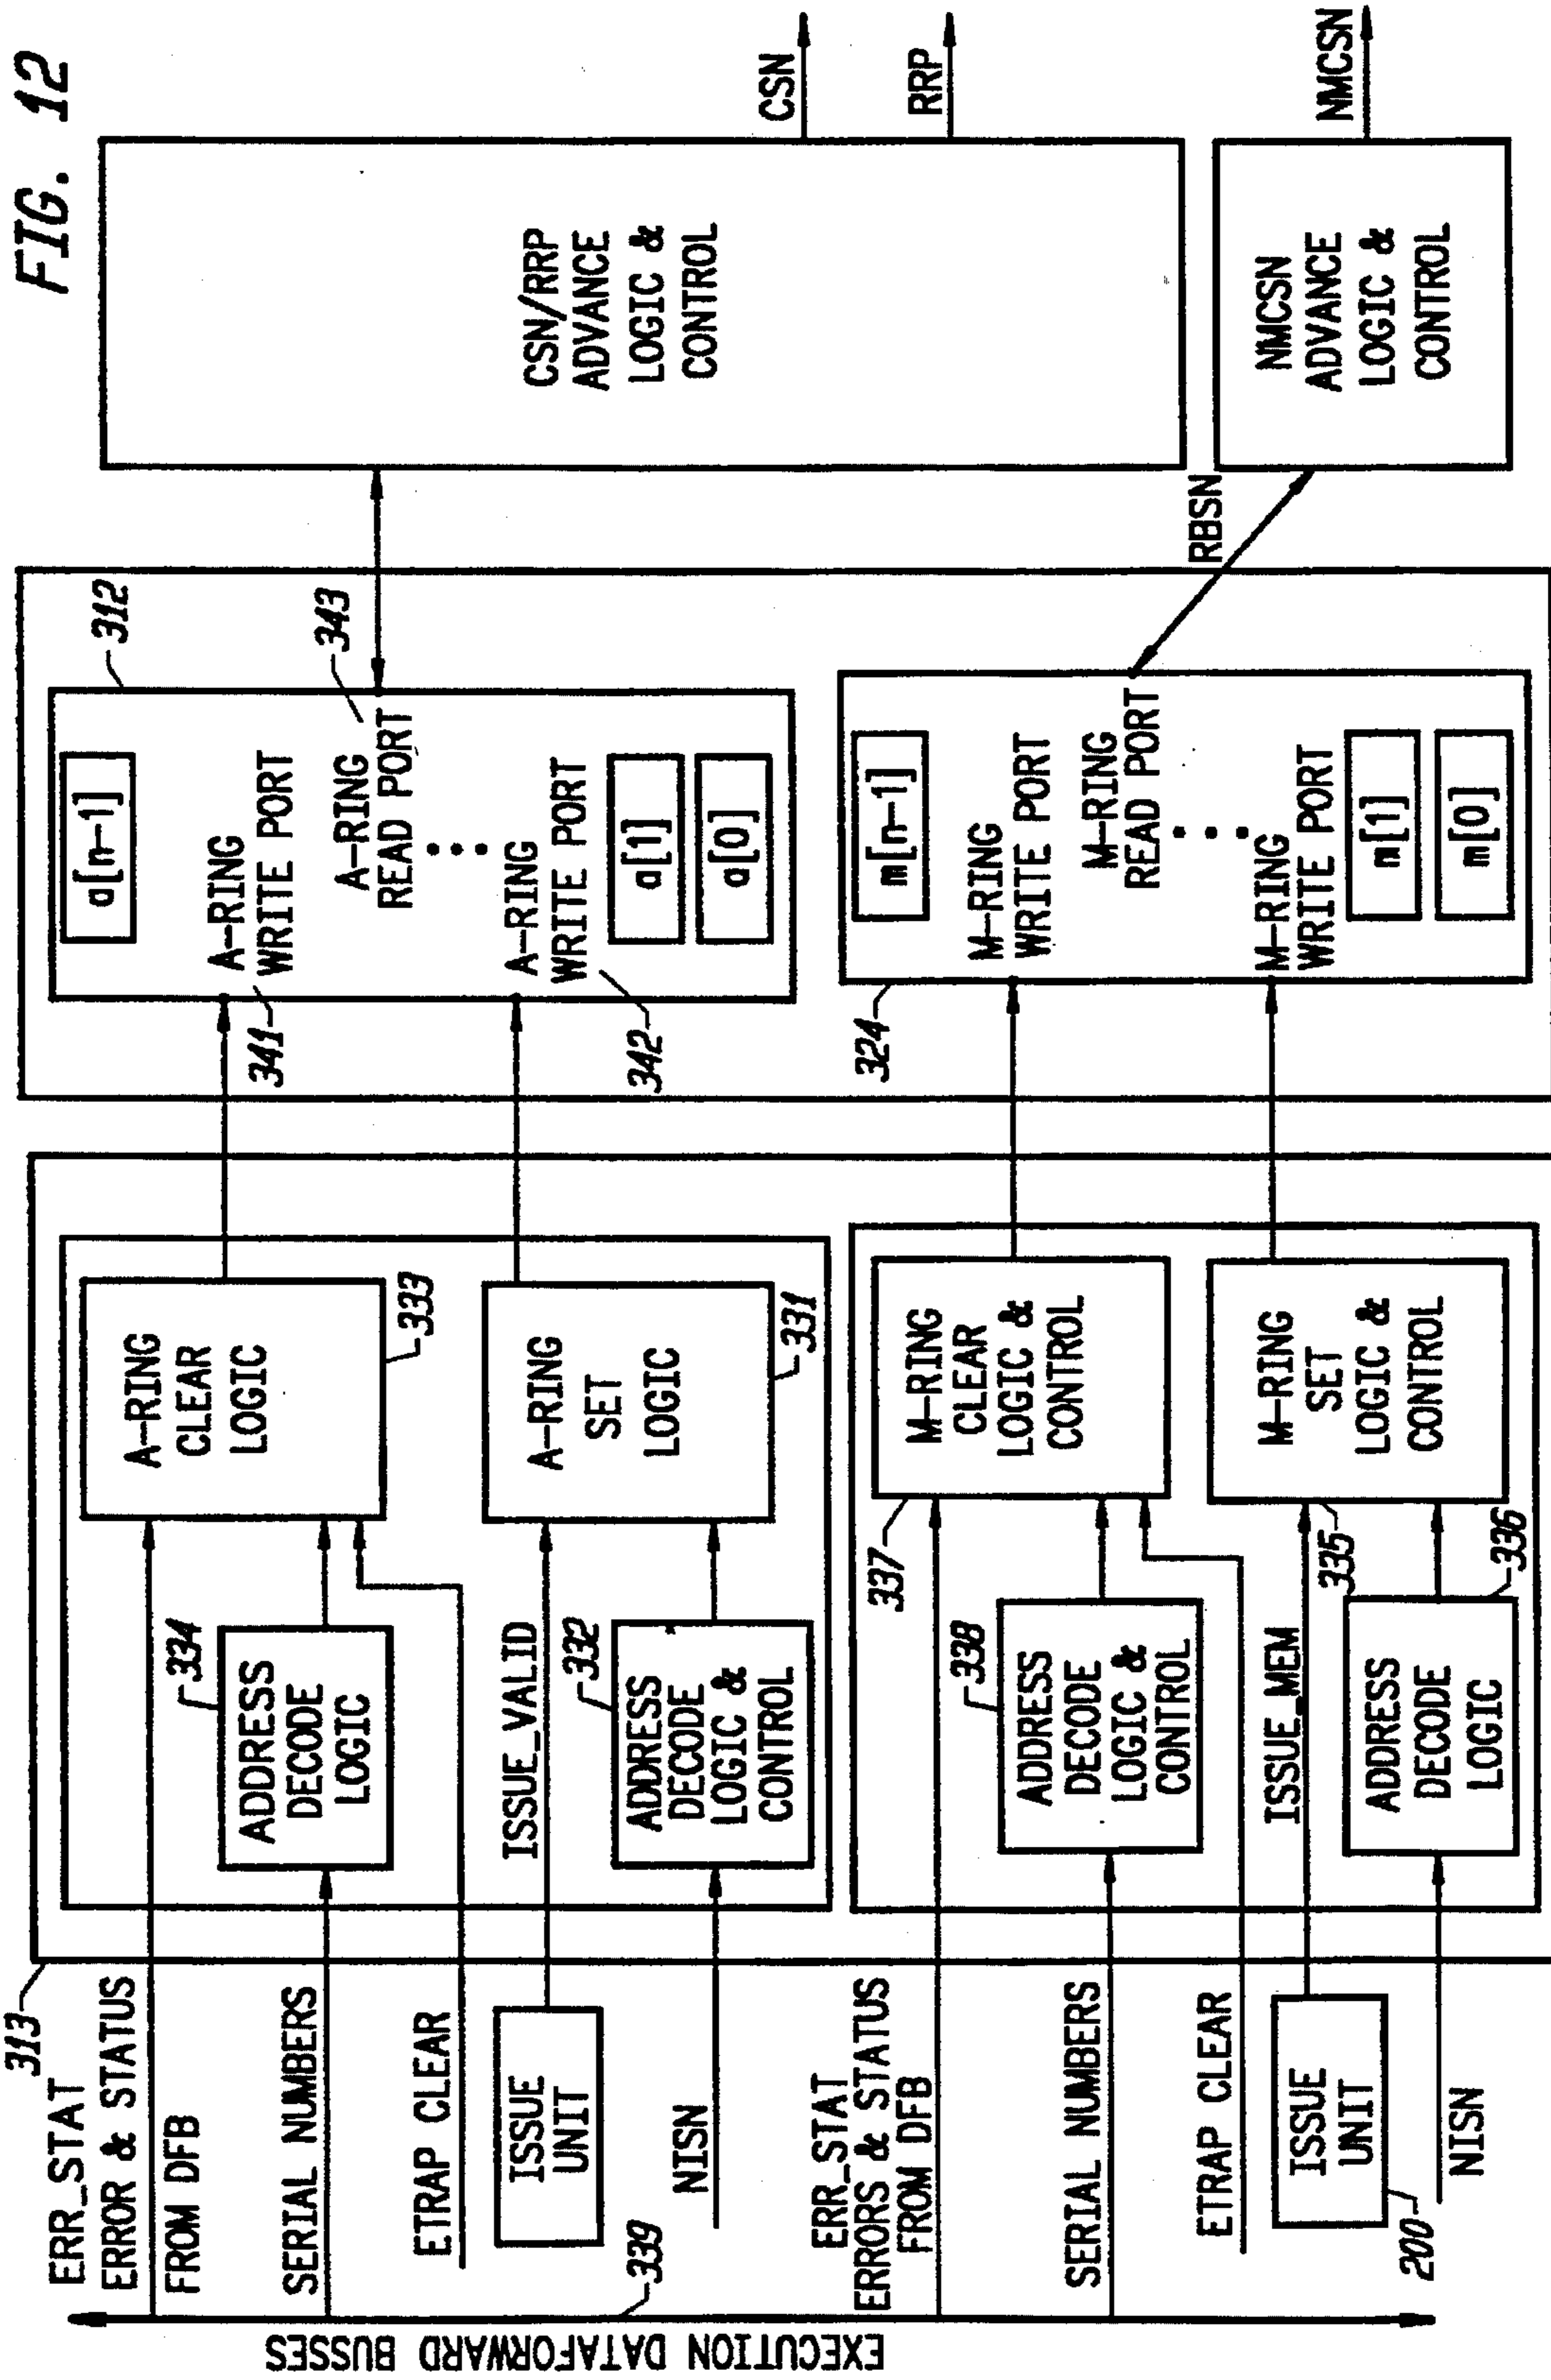 FIG. 12
313
ERR_STAT
ERROR & STATUS
FROM DFB
SERIAL NUMBERS
ETRAP CLEAR
ISSUE
UNIT
NISN
339
EXECUTION DATAFORWARD BUSSES
ERR_STAT
ERRORS & STATUS
FROM DFB
SERIAL NUMBERS
ETRAP CLEAR
ISSUE
UNIT
200
NISN
334
ADDRESS
DECODE
LOGIC
ISSUE_VALID
332
ADDRESS
DECODE
LOGIC &
CONTROL
A-RING
CLEAR
LOGIC
333
A-RING
SET
LOGIC
331
337
338
ADDRESS
DECODE
LOGIC &
CONTROL
ISSUE_MEM
335
ADDRESS
DECODE
LOGIC
336
M-RING
CLEAR
LOGIC &
CONTROL
M-RING
SET
LOGIC &
CONTROL
312
a[n-1]
A-RING
WRITE PORT
341
A-RING
READ PORT
343
A-RING
WRITE PORT
342
a[1]
a[0]
324
m[n-1]
M-RING
WRITE PORT
M-RING
READ PORT
M-RING
WRITE PORT
m[1]
m[0]
RBSN
CSN/RRP
ADVANCE
LOGIC &
CONTROL
CSN
RRP
NMCSN
ADVANCE
LOGIC &
CONTROL
NMCSN